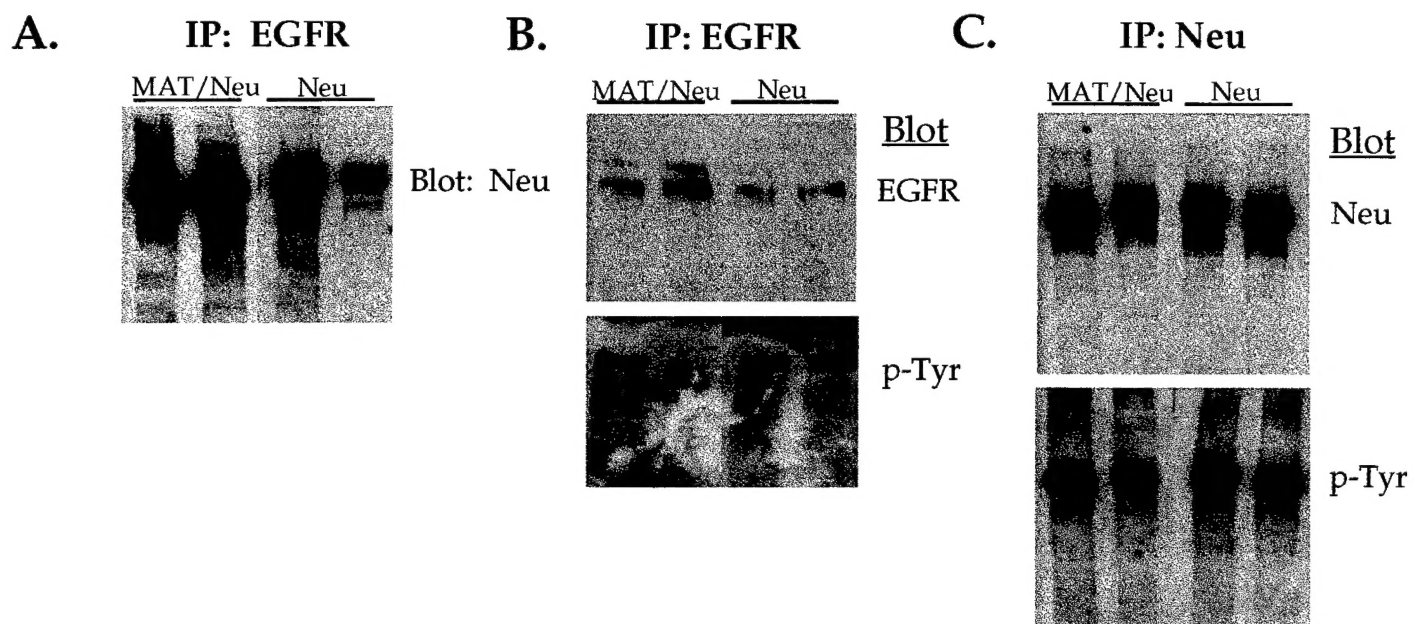 A.
IP: EGFR
MAT/Neu Neu
Blot: Neu
B.
IP: EGFR
MAT/Neu Neu
Blot
EGFR
p-Tyr
C.
IP: Neu
MAT/Neu Neu
Blot
Neu
p-Tyr